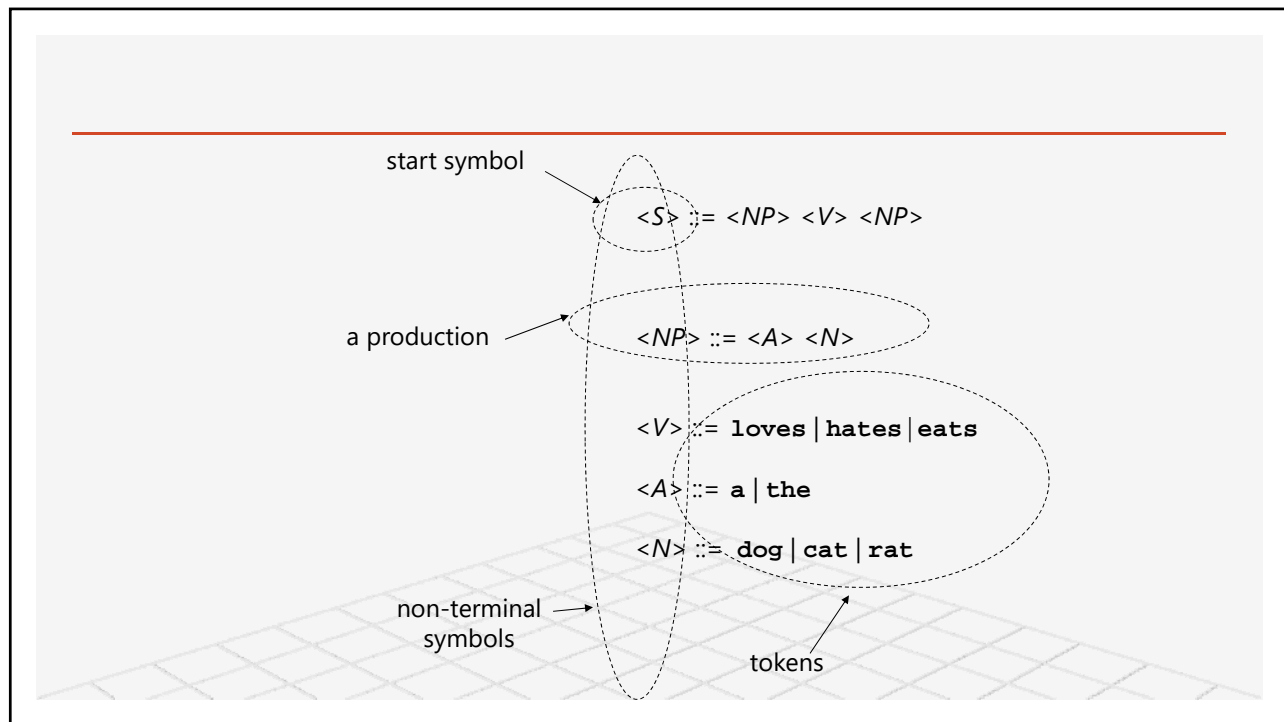 start symbol
<S> ::= <NP> <V> <NP>
a production
<NP> ::= <A> <N>
<V> ::= loves|hates|eats
<A> ::= a|the
<N> ::= dog|cat|rat
non-terminal
symbols
tokens